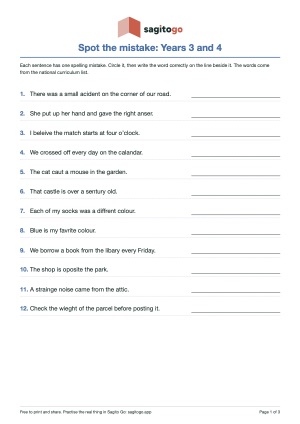 sagitogo
Spot the mistake: Years 3 and 4
Each sentence has one spelling mistake. Circle it, then write the word correctly on the line beside it. The words come
from the national curriculum list.
1. There was a small acident on the corner of our road.
2. She put up her hand and gave the right anser.
3. I beleive the match starts at four o'clock.
4. We crossed off every day on the calandar.
5. The cat caut a mouse in the garden.
6. That castle is over a sentury old.
7. Each of my socks was a diffrent colour.
8. Blue is my favrite colour.
9. We borrow a book from the libary every Friday.
10. The shop is oposite the park.
11. A strainge noise came from the attic.
12. Check the wieght of the parcel before posting it.
Free to print and share. Practise the real thing in Sagito Go: sagitogo.app
Page 1 of 3